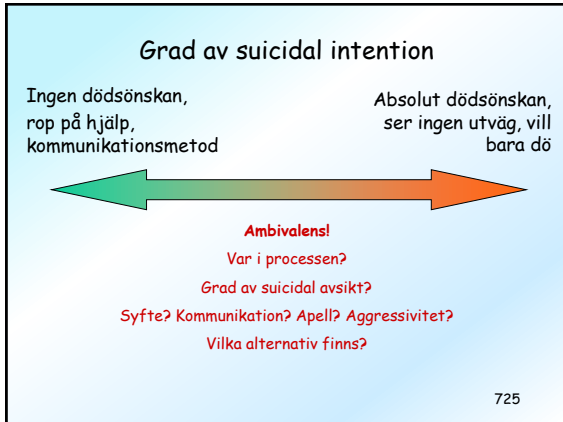 Grad av suicidal intention
Ingen dödsönskan,
rop på hjälp,
kommunikationsmetod
Absolut dödsönskan,
ser ingen utväg, vill
bara dö
Ambivalens!
Var i processen?
Grad av suicidal avsikt?
Syfte? Kommunikation? Apell? Aggressivitet?
Vilka alternativ finns?
725